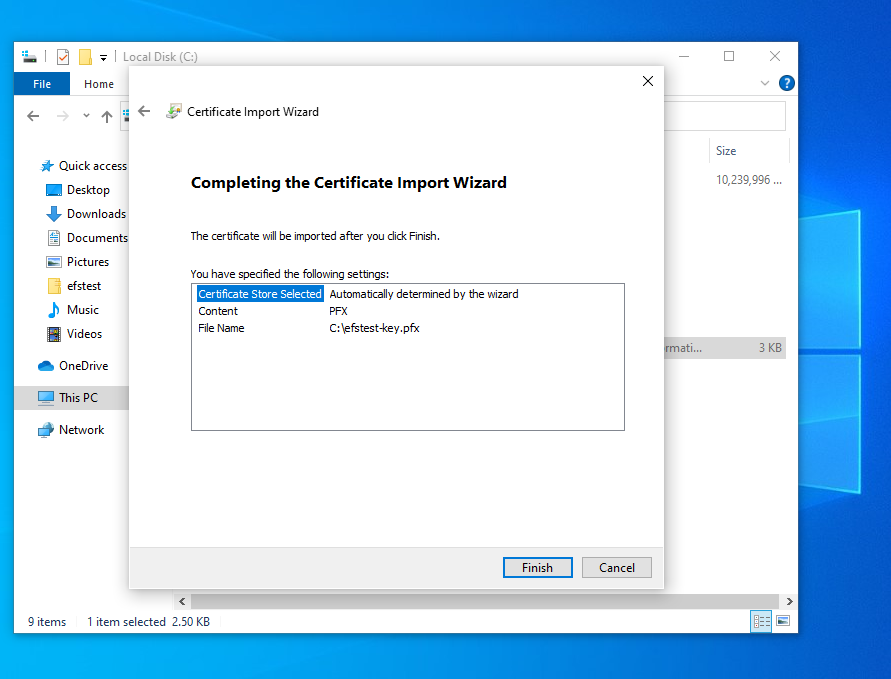 Local Disk (C:)
File Home
Certificate Import Wizard
Completing the Certificate Import Wizard
Size
Quick access
10,239,996 ...
Desktop
Downloads
Documents
Pictures
efstest
Music
Videos
OneDrive
This PC
Network
The certificate will be imported after you click Finish.
You have specified the following settings:
Certificate Store Selected Automatically determined by the wizard
Content PFX
File Name C:\efstest-key.pfx
rmati... 3 KB
Finish Cancel
9 items 1 item selected 2.50 KB